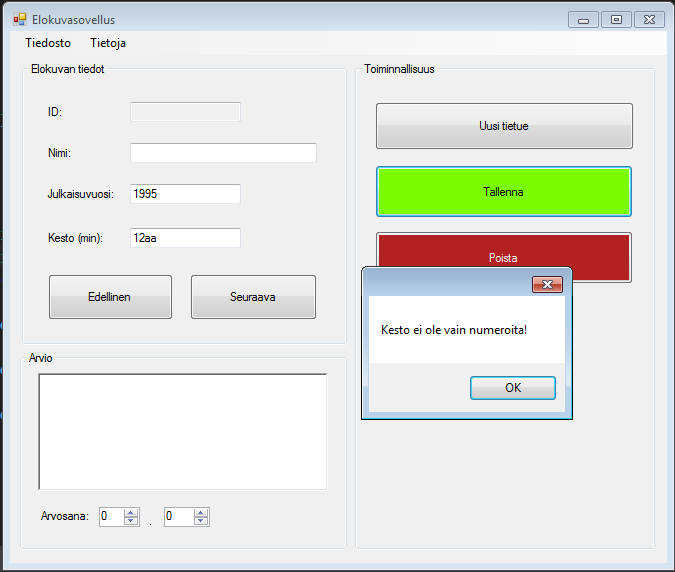 Elokuvasovellus
Tiedosto Tietoja
Elokuvan tiedot
ID:
Nimi:
Julkaisuvuosi: 1995
Kesto (min): 12aa
Edellinen Seuraava
Arvio
Arvosana: 0 . 0
Toiminnallisuus
Uusi tietue
Tallenna
Poista
Kesto ei ole vain numeroita!
OK